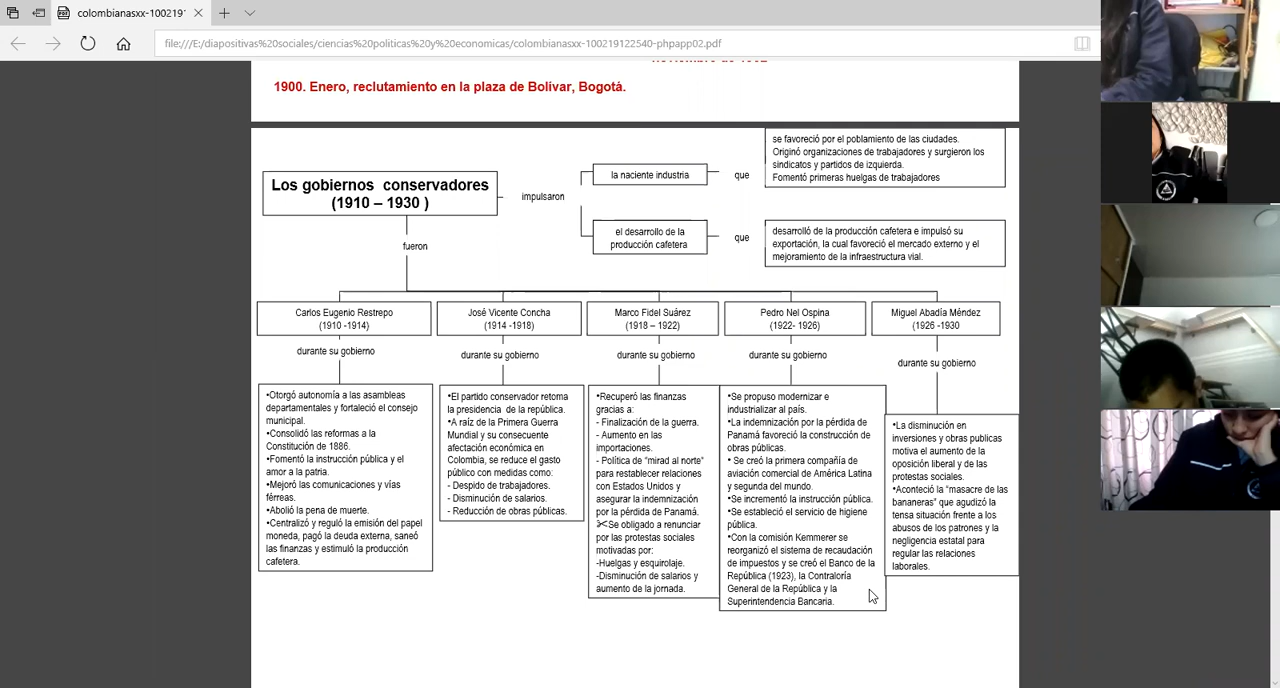 colombianasxx-1002191
file:///E:/diapositivas%20sociales/ciencias%20politicas%20y%20economicas/colombianasxx-100219122540-phpapp02.pdf
1900. Enero, reclutamiento en la plaza de Bolívar, Bogotá.
Los gobiernos conservadores
(1910 – 1930 )
impulsaron
la naciente industria
que
se favoreció por el poblamiento de las ciudades.
Originó organizaciones de trabajadores y surgieron los
sindicatos y partidos de izquierda.
Fomentó primeras huelgas de trabajadores
el desarrollo de la
producción cafetera
que
desarrolló de la producción cafetera e impulsó su
exportación, la cual favoreció el mercado externo y el
mejoramiento de la infraestructura vial.
fueron
Carlos Eugenio Restrepo
(1910 -1914)
durante su gobierno
•Otorgó autonomía a las asambleas
departamentales y fortaleció el consejo
municipal.
•Consolidó las reformas a la
Constitución de 1886.
•Fomentó la instrucción pública y el
amor a la patria.
•Mejoró las comunicaciones y vías
férreas.
•Abolió la pena de muerte.
•Centralizó y reguló la emisión del papel
moneda, pagó la deuda externa, saneó
las finanzas y estimuló la producción
cafetera.
José Vicente Concha
(1914 -1918)
durante su gobierno
•El partido conservador retoma
la presidencia de la república.
•A raíz de la Primera Guerra
Mundial y su consecuente
afectación económica en
Colombia, se reduce el gasto
público con medidas como:
- Despido de trabajadores.
- Disminución de salarios.
- Reducción de obras públicas.
Marco Fidel Suárez
(1918 – 1922)
durante su gobierno
•Recuperó las finanzas
gracias a:
- Finalización de la guerra.
- Aumento en las
importaciones.
- Política de “mirad al norte”
para restablecer relaciones
con Estados Unidos y
asegurar la indemnización
por la pérdida de Panamá.
✂Se obligado a renunciar
por las protestas sociales
motivadas por:
-Huelgas y esquirolaje.
-Disminución de salarios y
aumento de la jornada.
Pedro Nel Ospina
(1922- 1926)
durante su gobierno
•Se propuso modernizar e
industrializar al país.
•La indemnización por la pérdida de
Panamá favoreció la construcción de
obras públicas.
• Se creó la primera compañía de
aviación comercial de América Latina
y segunda del mundo.
•Se incrementó la instrucción pública.
•Se estableció el servicio de higiene
pública.
•Con la comisión Kemmerer se
reorganizó el sistema de recaudación
de impuestos y se creó el Banco de la
República (1923), la Contraloría
General de la República y la
Superintendencia Bancaria.
Miguel Abadía Méndez
(1926 -1930
durante su gobierno
•La disminución en
inversiones y obras publicas
motiva el aumento de la
oposición liberal y de las
protestas sociales.
•Aconteció la “masacre de las
bananeras” que agudizó la
tensa situación frente a los
abusos de los patrones y la
negligencia estatal para
regular las relaciones
laborales.